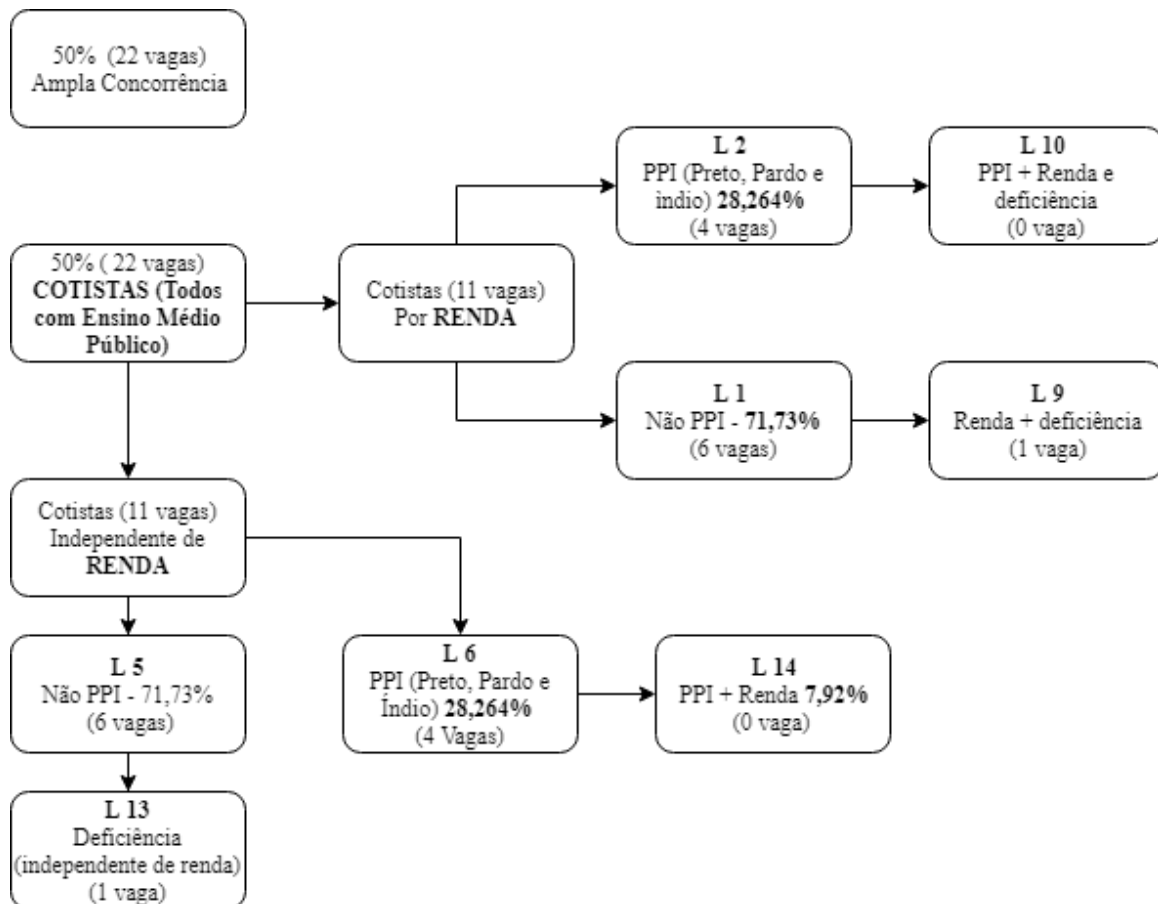 50%  (22 vagas)
Ampla Concorrência
L 2
PPI (Preto, Pardo e
ìndio) 28,264%
(4 vagas)
L 10
PPI + Renda e
deficiência
(0 vaga)
50% ( 22 vagas)
COTISTAS (Todos
com Ensino Médio
Público)
Cotistas (11 vagas)
Por RENDA
L 1
Não PPI - 71,73%
(6 vagas)
L 9
Renda + deficiência
(1 vaga)
Cotistas (11 vagas)
Independente de
RENDA
L 5
Não PPI - 71,73%
(6 vagas)
L 6
PPI (Preto, Pardo e
Índio) 28,264%
(4 Vagas)
L 14
PPI + Renda 7,92%
(0 vaga)
L 13
Deficiência
(independente de renda)
(1 vaga)